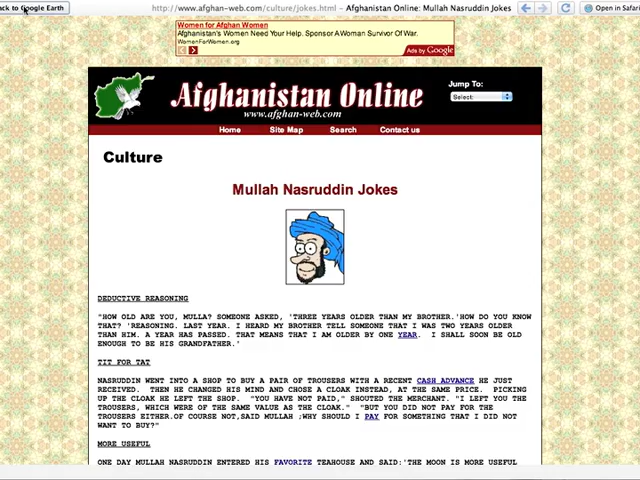 ack to Google Earth
http://www.afghan-web.com/culture/jokes.html – Afghanistan Online: Mullah Nasruddin Jokes
Open in Safari
Women for Afghan Women
Afghanistan's Women Need Your Help. Sponsor A Woman Survivor Of War.
WomenForWomen.org
Ads by Google
Afghanistan Online
www.afghan-web.com
Jump To:
Select:
Home Site Map Search Contact us
Culture
Mullah Nasruddin Jokes
DEDUCTIVE REASONING
"HOW OLD ARE YOU, MULLA? SOMEONE ASKED, 'THREE YEARS OLDER THAN MY BROTHER.'HOW DO YOU
KNOW THAT? 'REASONING. LAST YEAR. I HEARD MY BROTHER TELL SOMEONE THAT I WAS TWO YEARS OLDER
THAN HIM. A YEAR HAS PASSED. THAT MEANS THAT I AM OLDER BY ONE YEAR. I SHALL SOON BE OLD
ENOUGH TO BE HIS GRANDFATHER.'
TIT FOR TAT
NASRUDDIN WENT INTO A SHOP TO BUY A PAIR OF TROUSERS WITH A RECENT CASH ADVANCE HE JUST
RECEIVED. THEN HE CHANGED HIS MIND AND CHOSE A CLOAK INSTEAD, AT THE SAME PRICE. PICKING
UP THE CLOAK HE LEFT THE SHOP. "YOU HAVE NOT PAID," SHOUTED THE MERCHANT. "I LEFT YOU THE
TROUSERS, WHICH WERE OF THE SAME VALUE AS THE CLOAK." "BUT YOU DID NOT PAY FOR THE
TROUSERS EITHER.OF COURSE NOT,SAID MULLAH ;WHY SHOULD I PAY FOR SOMETHING THAT I DID NOT
WANT TO BUY?"
MORE USEFUL
ONE DAY MULLAH NASRUDDIN ENTERED HIS FAVORITE TEAHOUSE AND SAID:'THE MOON IS MORE USEFUL